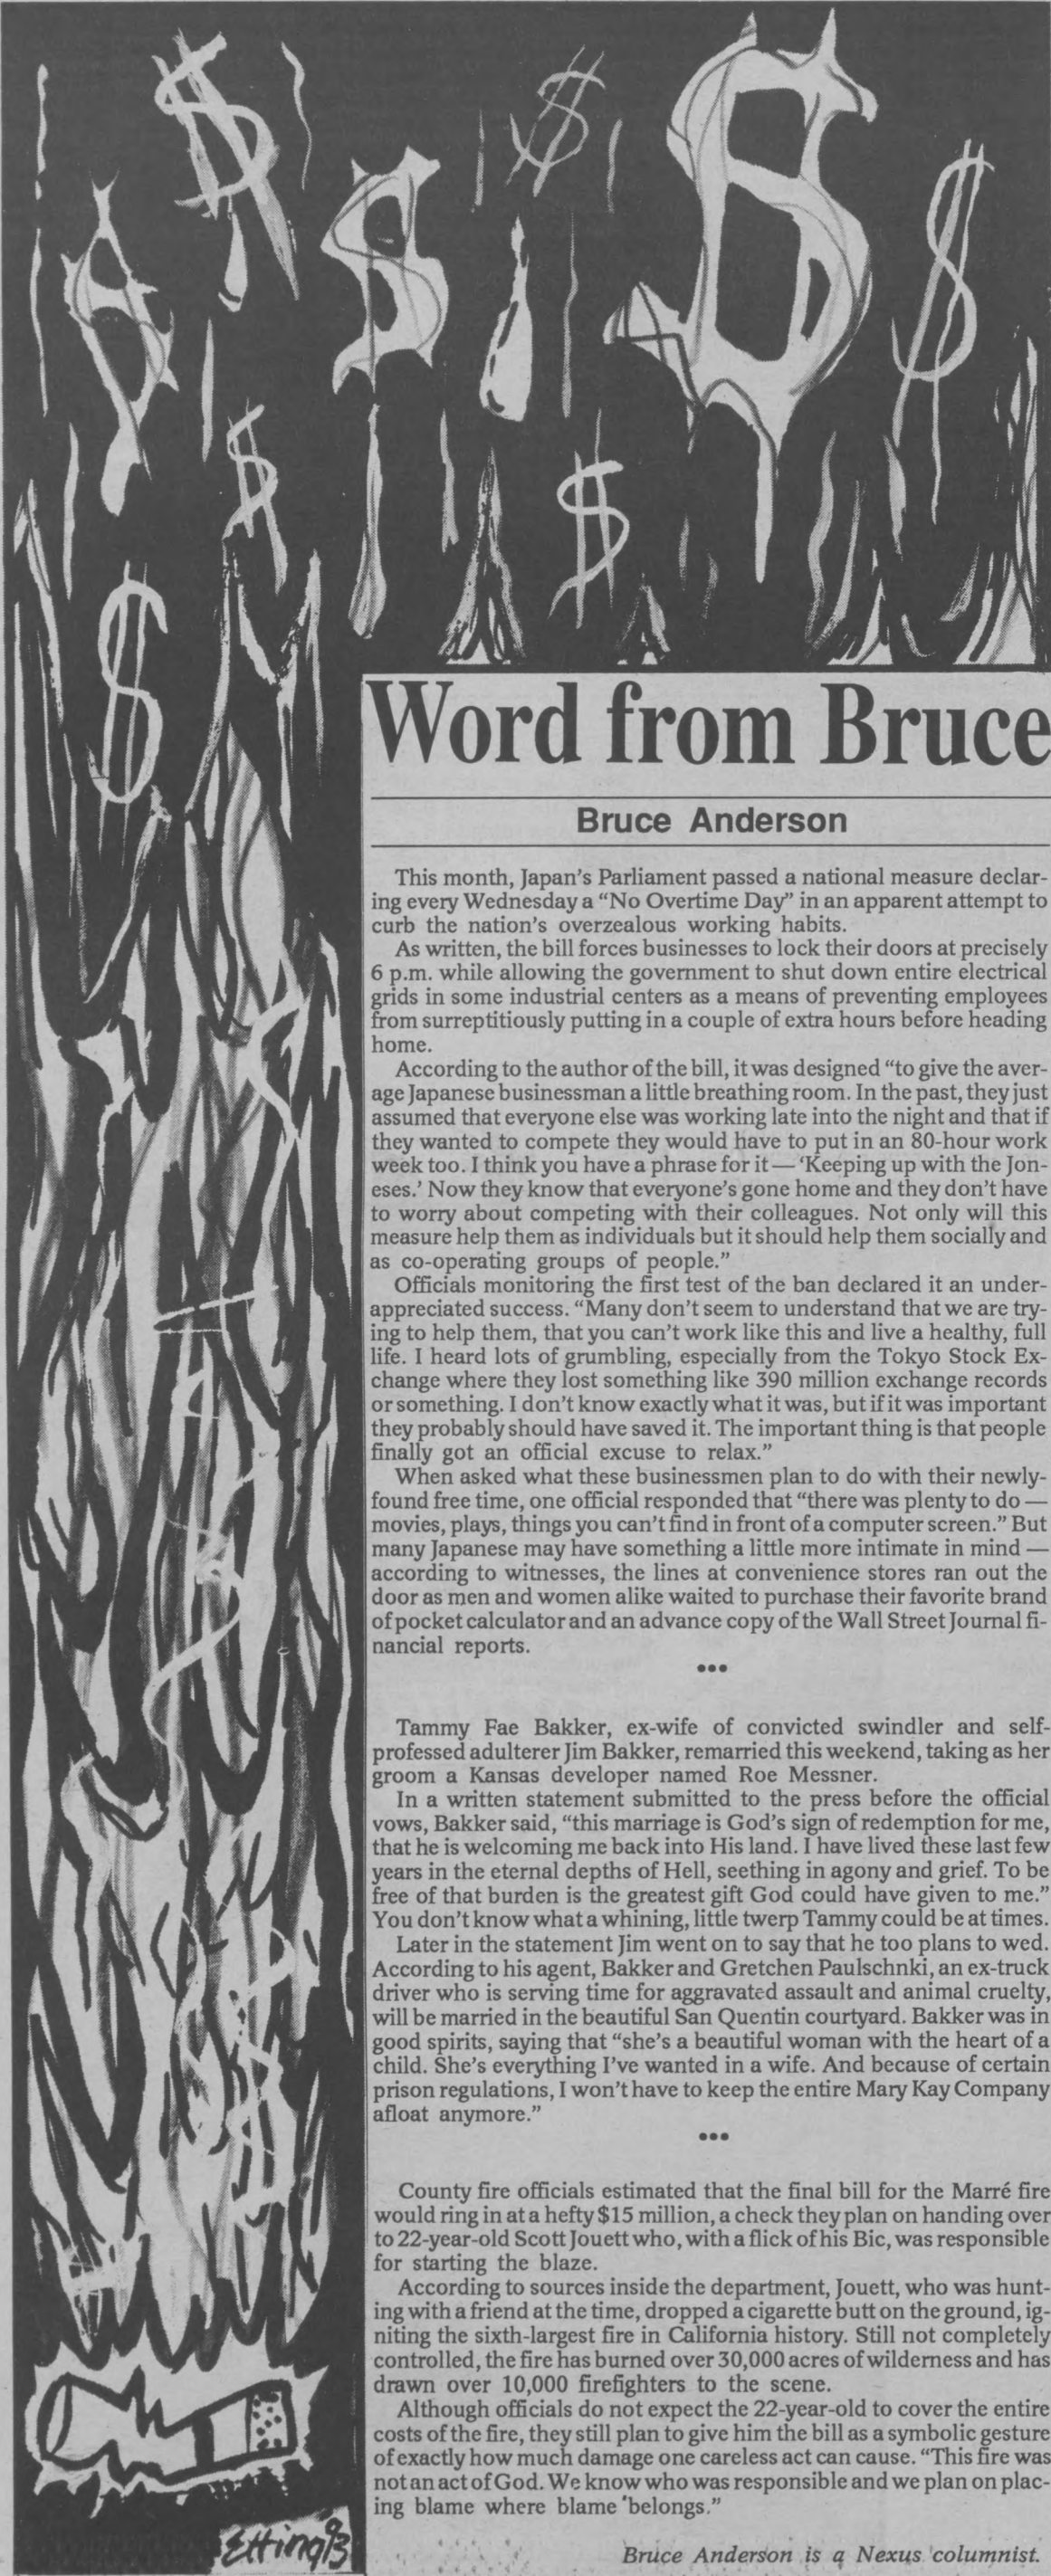 $ $ $ $ $ $ $ $ $
Word from Bruce
Bruce Anderson
This month, Japan's Parliament passed a national measure declar-
ing every Wednesday a "No Overtime Day" in an apparent attempt to
curb the nation's overzealous working habits.
As written, the bill forces businesses to lock their doors at precisely
6 p.m. while allowing the government to shut down entire electrical
grids in some industrial centers as a means of preventing employees
from surreptitiously putting in a couple of extra hours before heading
home.
According to the author of the bill, it was designed "to give the aver-
age Japanese businessman a little breathing room. In the past, they just
assumed that everyone else was working late into the night and that if
they wanted to compete they would have to put in an 80-hour work
week too. I think you have a phrase for it — 'Keeping up with the Jon-
eses.' Now they know that everyone's gone home and they don't have
to worry about competing with their colleagues. Not only will this
measure help them as individuals but it should help them socially and
as co-operating groups of people."
Officials monitoring the first test of the ban declared it an under-
appreciated success. "Many don't seem to understand that we are try-
ing to help them, that you can't work like this and live a healthy, full
life. I heard lots of grumbling, especially from the Tokyo Stock Ex-
change where they lost something like 390 million exchange records
or something. I don't know exactly what it was, but if it was important
they probably should have saved it. The important thing is that people
finally got an official excuse to relax."
When asked what these businessmen plan to do with their newly-
found free time, one official responded that "there was plenty to do —
movies, plays, things you can't find in front of a computer screen." But
many Japanese may have something a little more intimate in mind —
according to witnesses, the lines at convenience stores ran out the
door as men and women alike waited to purchase their favorite brand
of pocket calculator and an advance copy of the Wall Street Journal fi-
nancial reports.
•••
Tammy Fae Bakker, ex-wife of convicted swindler and self-
professed adulterer Jim Bakker, remarried this weekend, taking as her
groom a Kansas developer named Roe Messner.
In a written statement submitted to the press before the official
vows, Bakker said, "this marriage is God's sign of redemption for me,
that he is welcoming me back into His land. I have lived these last few
years in the eternal depths of Hell, seething in agony and grief. To be
free of that burden is the greatest gift God could have given to me."
You don't know what a whining, little twerp Tammy could be at times.
Later in the statement Jim went on to say that he too plans to wed.
According to his agent, Bakker and Gretchen Paulschnki, an ex-truck
driver who is serving time for aggravated assault and animal cruelty,
will be married in the beautiful San Quentin courtyard. Bakker was in
good spirits, saying that "she's a beautiful woman with the heart of a
child. She's everything I've wanted in a wife. And because of certain
prison regulations, I won't have to keep the entire Mary Kay Company
afloat anymore."
•••
County fire officials estimated that the final bill for the Marré fire
would ring in at a hefty $15 million, a check they plan on handing over
to 22-year-old Scott Jouett who, with a flick of his Bic, was responsible
for starting the blaze.
According to sources inside the department, Jouett, who was hunt-
ing with a friend at the time, dropped a cigarette butt on the ground, ig-
niting the sixth-largest fire in California history. Still not completely
controlled, the fire has burned over 30,000 acres of wilderness and has
drawn over 10,000 firefighters to the scene.
Although officials do not expect the 22-year-old to cover the entire
costs of the fire, they still plan to give him the bill as a symbolic gesture
of exactly how much damage one careless act can cause. "This fire was
not an act of God. We know who was responsible and we plan on plac-
ing blame where blame belongs."
Bruce Anderson is a Nexus columnist.
Etting 93